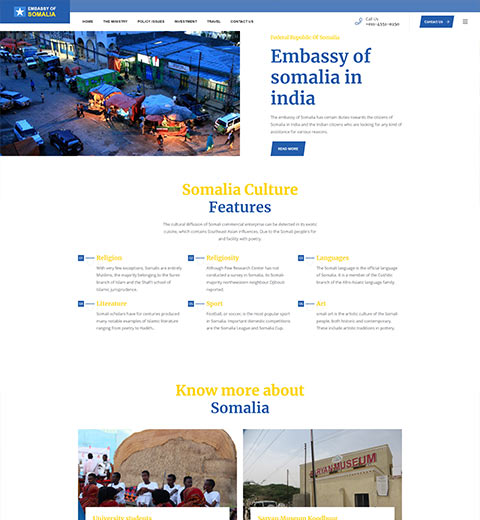 EMBASSY OF
SOMALIA
HOME THE MINISTRY POLICY ISSUES INVESTMENT TRAVEL CONTACT US
Call Us
Contact Us
Federal Republic Of Somalia
Embassy of
somalia in
india
The embassy of Somalia has certain duties towards the citizens of
Somalia in India and the Indian citizens who are looking for any kind of
assistance for various reasons.
READ MORE
Somalia Culture
Features
The cultural diffusion of Somali commercial enterprise can be detected in its exotic
cuisine, which contains Southeast Asian influences. Due to the Somali people's for
and facility with poetry.
Religion
With very few exceptions, Somalis are entirely
Muslims, the majority belonging to the Sunni
branch of Islam and the Shafi'i school of
Islamic jurisprudence.
Religiosity
Although Pew Research Center has not
conducted a survey in Somalia, its Somali-
majority northwestern neighbour Djibouti
reported.
Languages
The Somali language is the official language
of Somalia. It is a member of the Cushitic
branch of the Afro-Asiatic language family.
Literature
Somali scholars have for centuries produced
many notable examples of Islamic literature
ranging from poetry to Hadith.
Sport
Football, or soccer, is the most popular sport
in Somalia. Important domestic competitions
are the Somalia League and Somalia Cup.
Art
omali art is the artistic culture of the Somali
people, both historic and contemporary.
These include artistic traditions in pottery,
Know more about
Somalia
University students
ARYAN MUSEUM
Saryan Museum Koodbuur